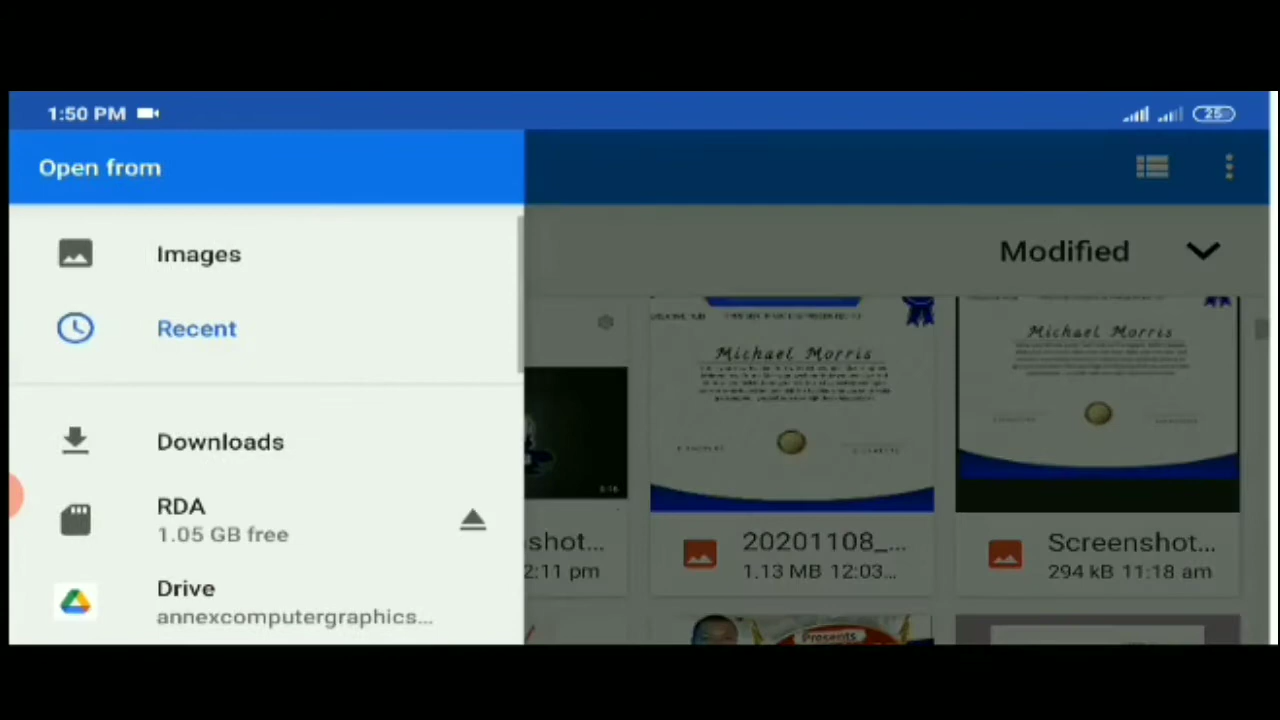 1:50 PM
25
Open from
Images
Recent
Downloads
RDA
1.05 GB free
Drive
annexcomputergraphics...
Modified
Michael Morris
Michael Morris
shot...
2:11 pm
20201108_...
1.13 MB 12:03...
Screenshot...
294 kB 11:18 am
Presents